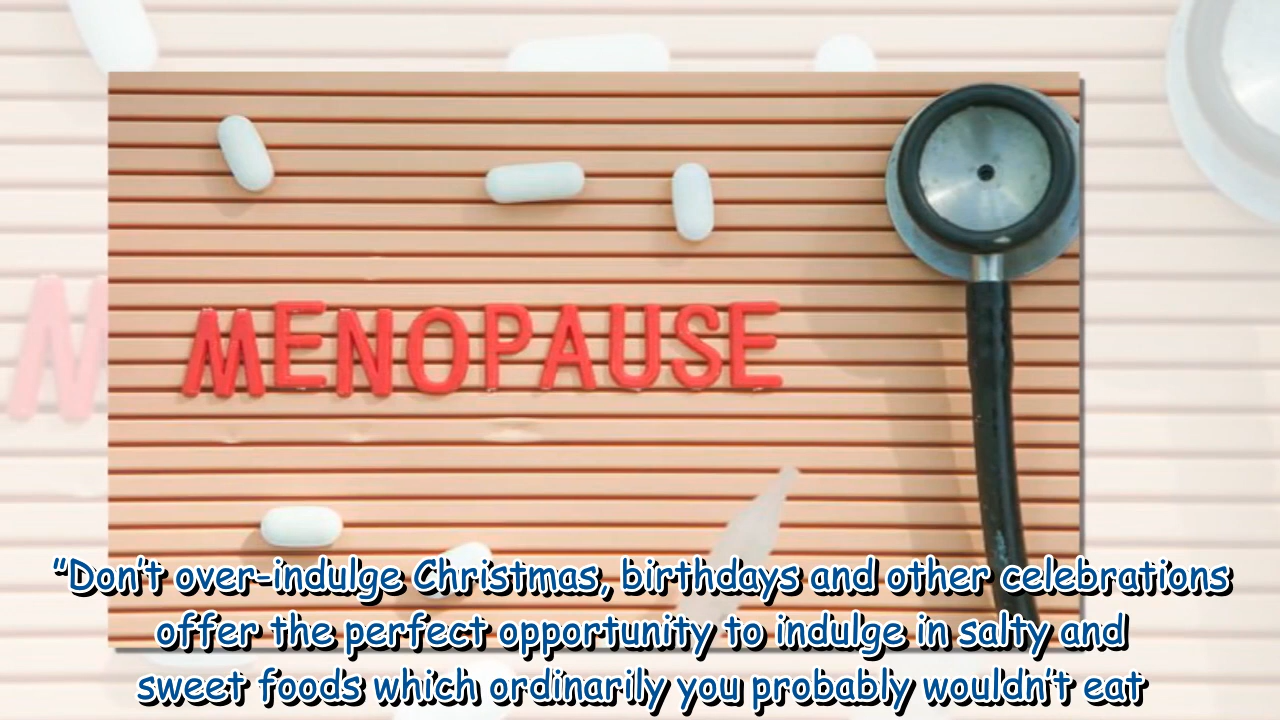 MENOPAUSE
"Don't over-indulge Christmas, birthdays and other celebrations
offer the perfect opportunity to indulge in salty and
sweet foods which ordinarily you probably wouldn't eat